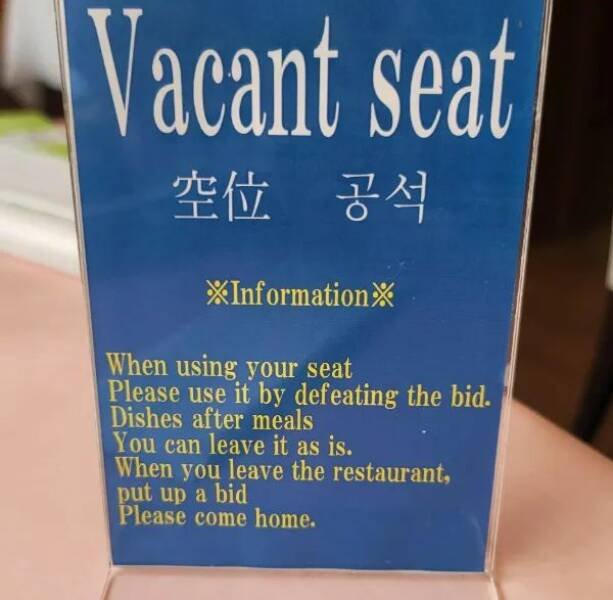 Vacant seat
空位 공석
※Information※
When using your seat
Please use it by defeating the bid.
Dishes after meals
You can leave it as is.
When you leave the restaurant,
put up a bid
Please come home.